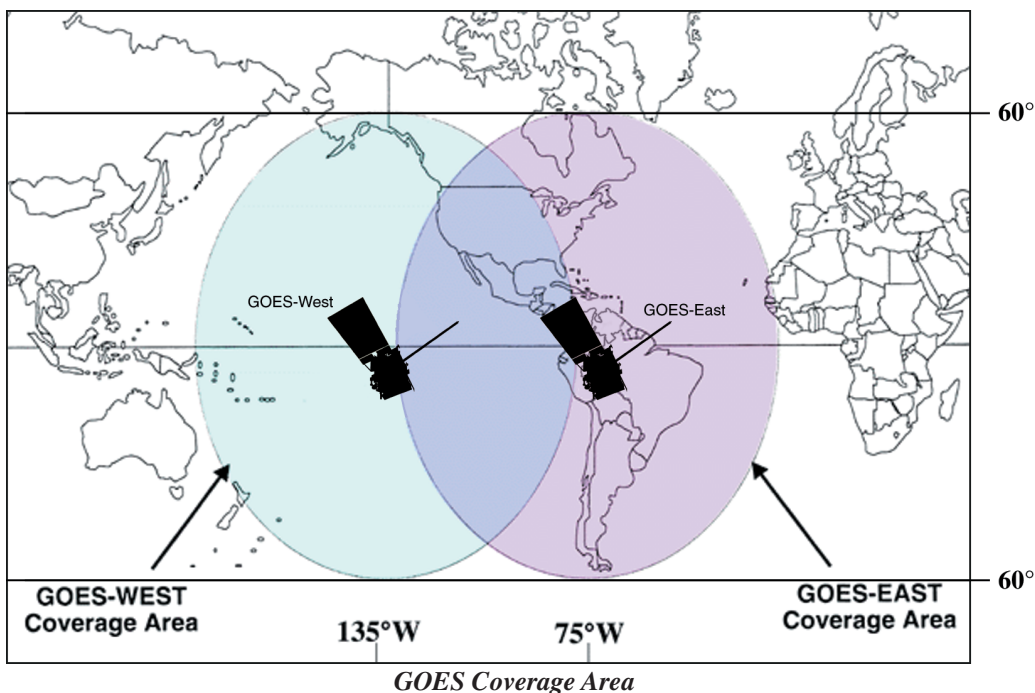 60°
GOES-West
GOES-East
60°
GOES-WEST
Coverage Area
GOES-EAST
Coverage Area
135°W
75°W
GOES Coverage Area